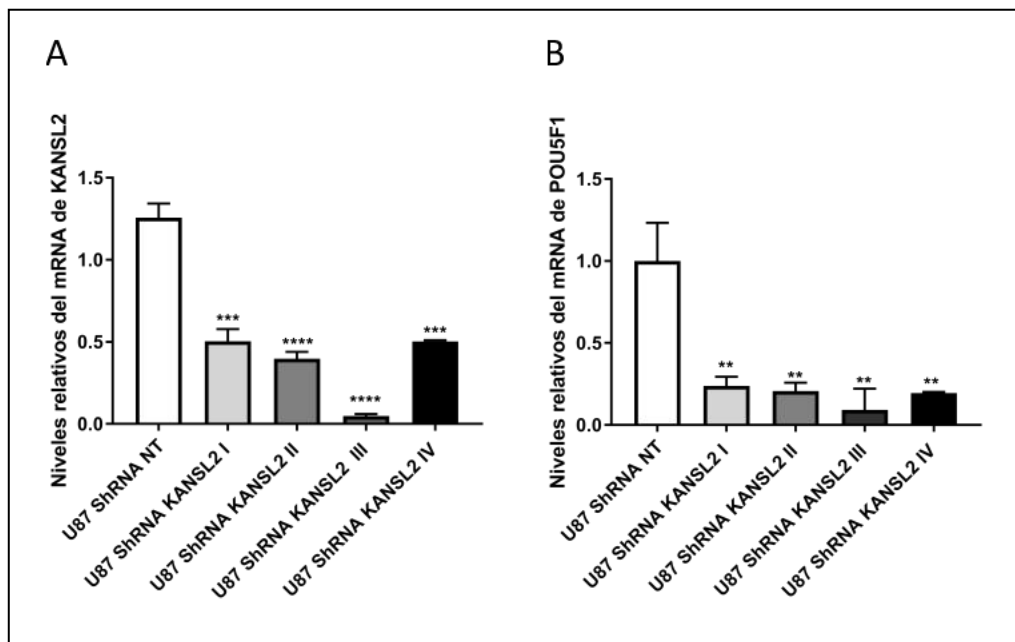 A
Niveles relativos del mRNA de KANSL2
1.5
1.0
0.5
0.0
***
****
****
***
U87 ShRNA NT
U87 ShRNA KANSL2 I
U87 ShRNA KANSL2 II
U87 ShRNA KANSL2 III
U87 ShRNA KANSL2 IV
B
Niveles relativos del mRNA de POU5F1
1.5
1.0
0.5
0.0
**
**
**
**
U87 ShRNA NT
U87 ShRNA KANSL2 I
U87 ShRNA KANSL2 II
U87 ShRNA KANSL2 III
U87 ShRNA KANSL2 IV